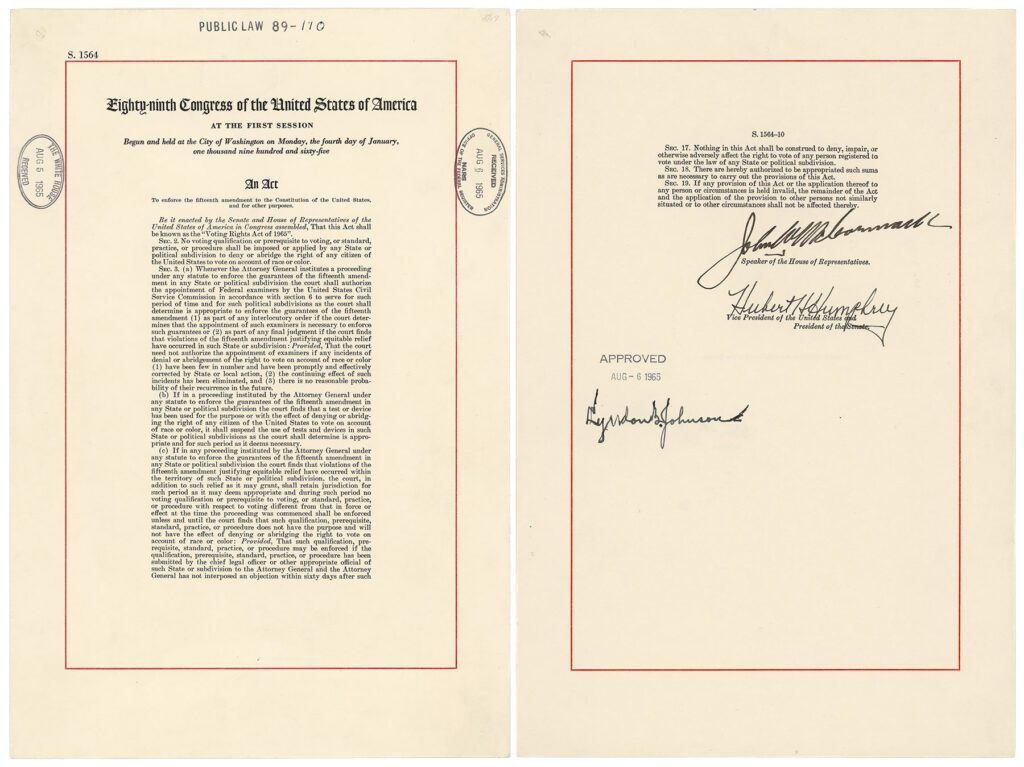 PUBLIC LAW 89-110
S. 1564
Eighty-ninth Congress of the United States of America
AT THE FIRST SESSION
Begun and held at the City of Washington on Monday, the fourth day of January,
one thousand nine hundred and sixty-five
THE WHITE HOUSE
AUG 5 1965
RECEIVED
GENERAL SERVICES ADMINISTRATION
RECEIVED
AUG 6 1965
NARS
OFFICE OF THE FEDERAL REGISTER
An Act
To enforce the fifteenth amendment to the Constitution of the United States,
and for other purposes.
Be it enacted by the Senate and House of Representatives of the
United States of America in Congress assembled, That this Act shall
be known as the "Voting Rights Act of 1965".
SEC. 2. No voting qualification or prerequisite to voting, or standard,
practice, or procedure shall be imposed or applied by any State or
political subdivision to deny or abridge the right of any citizen of
the United States to vote on account of race or color.
SEC. 3. (a) Whenever the Attorney General institutes a proceeding
under any statute to enforce the guarantees of the fifteenth amend-
ment in any State or political subdivision the court shall authorize
the appointment of Federal examiners by the United States Civil
Service Commission in accordance with section 6 to serve for such
period of time and for such political subdivisions as the court shall
determine is appropriate to enforce the guarantees of the fifteenth
amendment (1) as part of any interlocutory order if the court deter-
mines that the appointment of such examiners is necessary to enforce
such guarantees or (2) as part of any final judgment if the court finds
that violations of the fifteenth amendment justifying equitable relief
have occurred in such State or subdivision: Provided, That the court
need not authorize the appointment of examiners if any incidents of
denial or abridgement of the right to vote on account of race or color
(1) have been few in number and have been promptly and effectively
corrected by State or local action, (2) the continuing effect of such
incidents has been eliminated, and (3) there is no reasonable proba-
bility of their recurrence in the future.
(b) If in a proceeding instituted by the Attorney General under
any statute to enforce the guarantees of the fifteenth amendment in
any State or political subdivision the court finds that a test or device
has been used for the purpose or with the effect of denying or abridg-
ing the right of any citizen of the United States to vote on account
of race or color, it shall suspend the use of tests and devices in such
State or political subdivisions as the court shall determine is appro-
priate and for such period as it deems necessary.
(c) If in any proceeding instituted by the Attorney General under
any statute to enforce the guarantees of the fifteenth amendment in
any State or political subdivision the court finds that violations of the
fifteenth amendment justifying equitable relief have occurred within
the territory of such State or political subdivision, the court, in
addition to such relief as it may grant, shall retain jurisdiction for
such period as it may deem appropriate and during such period no
voting qualification or prerequisite to voting, or standard, practice,
or procedure with respect to voting different from that in force or
effect at the time the proceeding was commenced shall be enforced
unless and until the court finds that such qualification, prerequisite,
standard, practice, or procedure does not have the purpose and will
not have the effect of denying or abridging the right to vote on
account of race or color: Provided, That such qualification, pre-
requisite, standard, practice, or procedure may be enforced if the
qualification, prerequisite, standard, practice, or procedure has been
submitted by the chief legal officer or other appropriate official of
such State or subdivision to the Attorney General and the Attorney
General has not interposed an objection within sixty days after such
S. 1564-10
SEC. 17. Nothing in this Act shall be construed to deny, impair, or
otherwise adversely affect the right to vote of any person registered to
vote under the law of any State or political subdivision.
SEC. 18. There are hereby authorized to be appropriated such sums
as are necessary to carry out the provisions of this Act.
SEC. 19. If any provision of this Act or the application thereof to
any person or circumstances is held invalid, the remainder of the Act
and the application of the provision to other persons not similarly
situated or to other circumstances shall not be affected thereby.
John W McCormack
Speaker of the House of Representatives.
Hubert H Humphrey
Vice President of the United States and
President of the Senate.
APPROVED
AUG - 6 1965
Lyndon B. Johnson